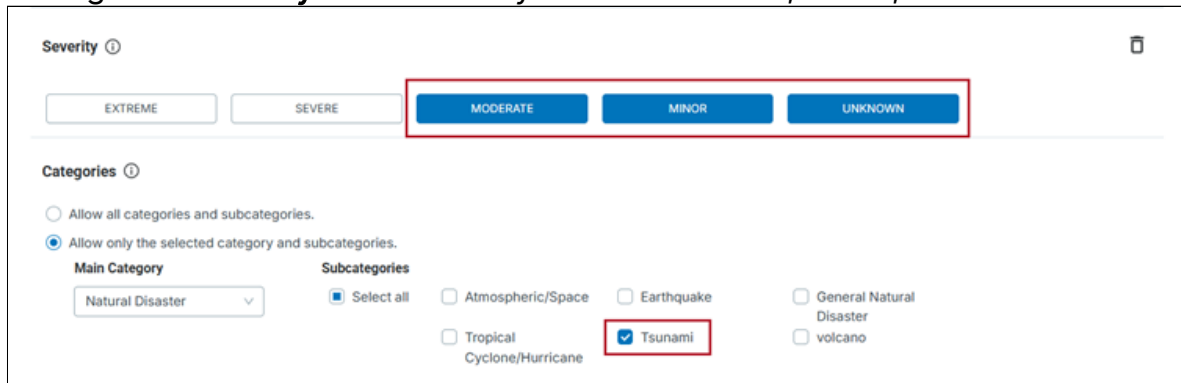 Severity
EXTREME SEVERE MODERATE MINOR UNKNOWN
Categories
Allow all categories and subcategories.
Allow only the selected category and subcategories.
Main Category Subcategories
Natural Disaster Select all Atmospheric/Space Earthquake General Natural
Disaster
Tropical Tsunami volcano
Cyclone/Hurricane